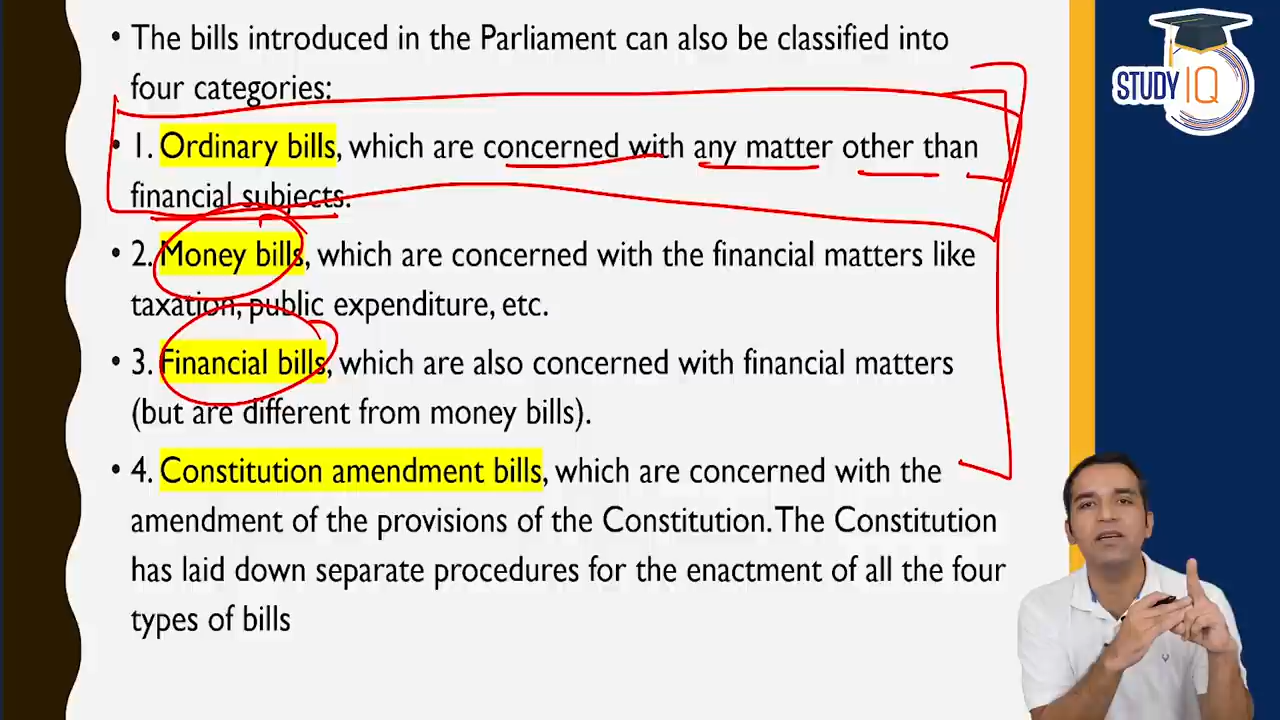 • The bills introduced in the Parliament can also be classified into
four categories:
• 1. Ordinary bills, which are concerned with any matter other than
financial subjects.
• 2. Money bills, which are concerned with the financial matters like
taxation, public expenditure, etc.
• 3. Financial bills, which are also concerned with financial matters
(but are different from money bills).
• 4. Constitution amendment bills, which are concerned with the
amendment of the provisions of the Constitution. The Constitution
has laid down separate procedures for the enactment of all the four
types of bills
STUDY IQ